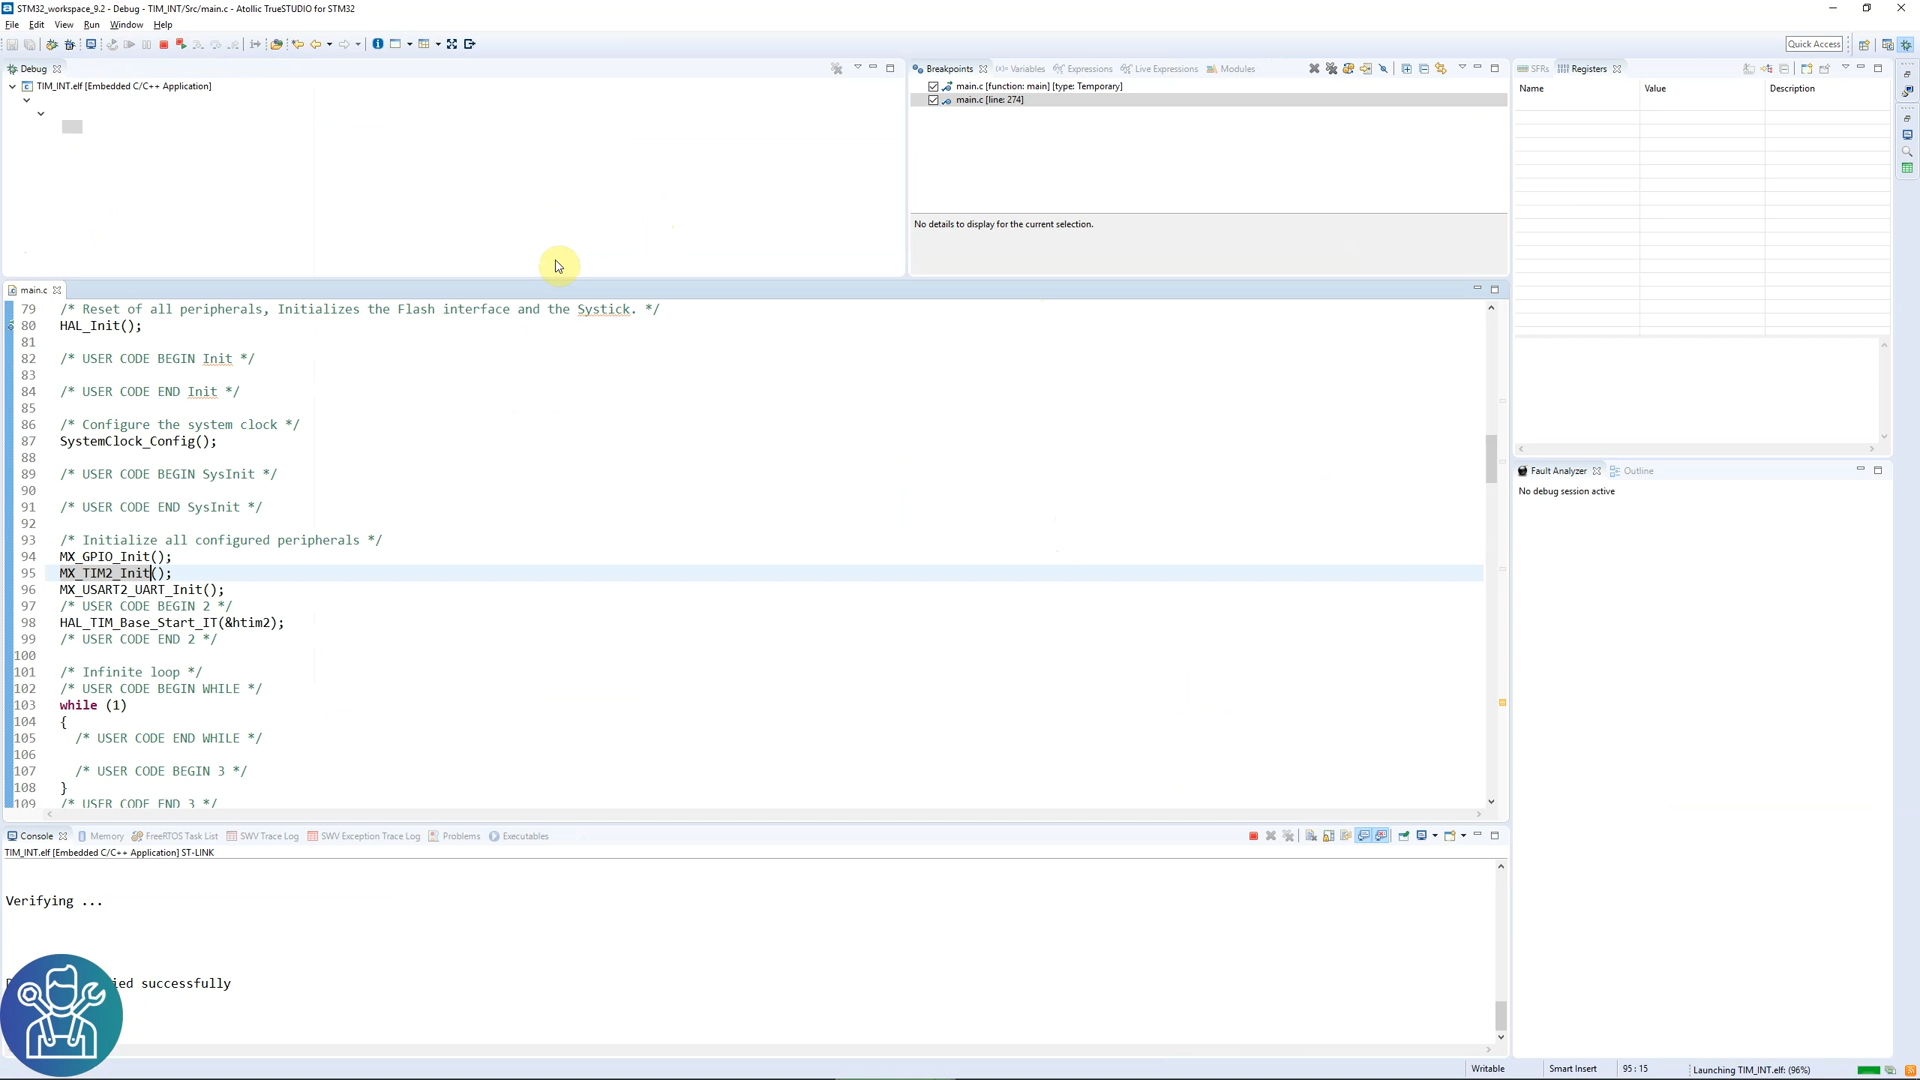 STM32_workspace_9.2 - Debug - TIM_INT/Src/main.c - Atollic TrueSTUDIO for STM32
File Edit View Run Window Help
Quick Access
Debug
TIM_INT.elf [Embedded C/C++ Application]
Breakpoints (x)= Variables Expressions Live Expressions Modules
main.c [function: main] [type: Temporary]
main.c [line: 274]
No details to display for the current selection.
SFRs Registers
Name Value Description
Fault Analyzer Outline
No debug session active
main.c
79 /* Reset of all peripherals, Initializes the Flash interface and the Systick. */
80 HAL_Init();
81
82 /* USER CODE BEGIN Init */
83
84 /* USER CODE END Init */
85
86 /* Configure the system clock */
87 SystemClock_Config();
88
89 /* USER CODE BEGIN SysInit */
90
91 /* USER CODE END SysInit */
92
93 /* Initialize all configured peripherals */
94 MX_GPIO_Init();
95 MX_TIM2_Init();
96 MX_USART2_UART_Init();
97 /* USER CODE BEGIN 2 */
98 HAL_TIM_Base_Start_IT(&htim2);
99 /* USER CODE END 2 */
100
101 /* Infinite loop */
102 /* USER CODE BEGIN WHILE */
103 while (1)
104 {
105 /* USER CODE END WHILE */
106
107 /* USER CODE BEGIN 3 */
108 }
109 /* USER CODE END 3 */
Console Memory FreeRTOS Task List SWV Trace Log SWV Exception Trace Log Problems Executables
TIM_INT.elf [Embedded C/C++ Application] ST-LINK
Verifying ...
successfully
Writable Smart Insert 95 : 15 Launching TIM_INT.elf: (96%)